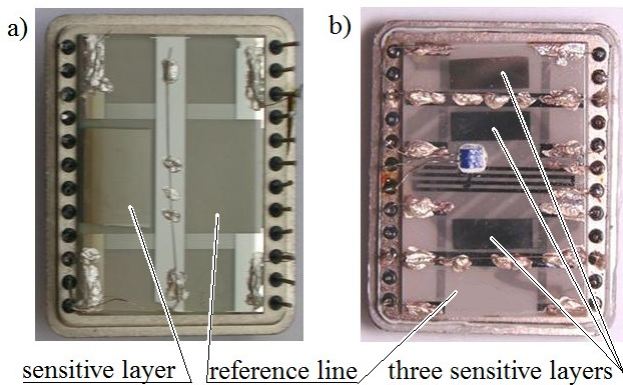 a)
b)
sensitive layer
reference line
three sensitive layers